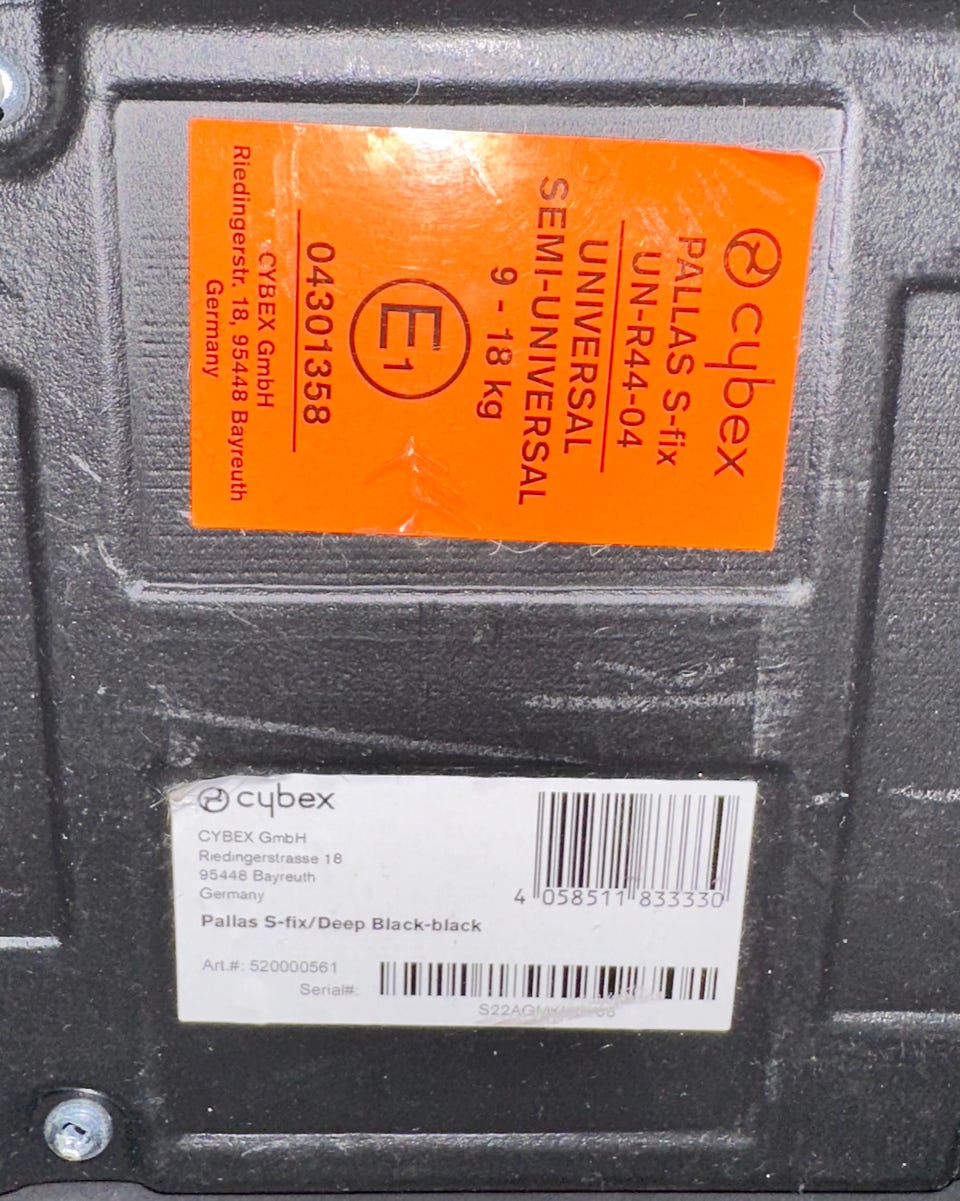 cybex
PALLAS S-fix
UN-R44-04
UNIVERSAL
SEMI-UNIVERSAL
9 - 18 kg
E1
04301358
CYBEX GmbH
Riedingerstr. 18, 95448 Bayreuth
Germany
cybex
CYBEX GmbH
Riedingerstrasse 18
95448 Bayreuth
Germany
Pallas S-fix/Deep Black-black
4 058511 833330
Art.#: 520000561
Serial#: